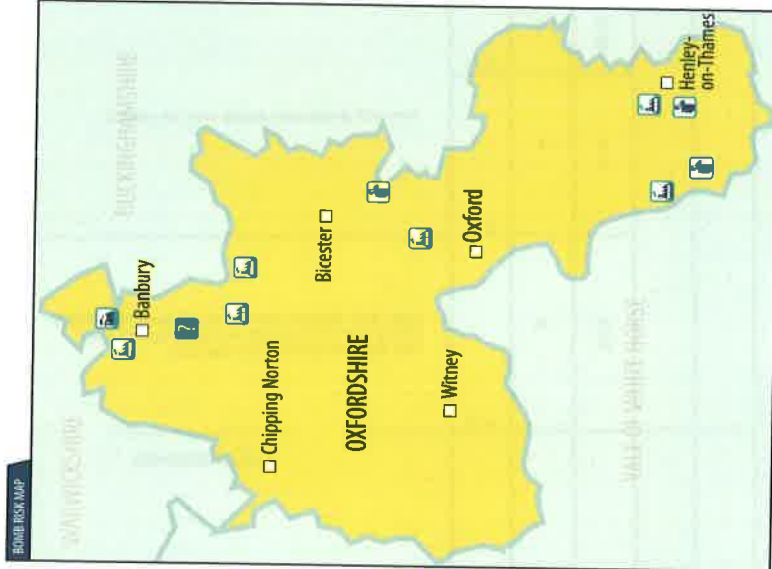 BOMB RISK MAP
WARWICKSHIRE
BUCKINGHAMSHIRE
Banbury
?
Chipping Norton
Bicester
OXFORDSHIRE
Witney
Oxford
VALE OF WHITE HORSE
Henley-
on-Thames